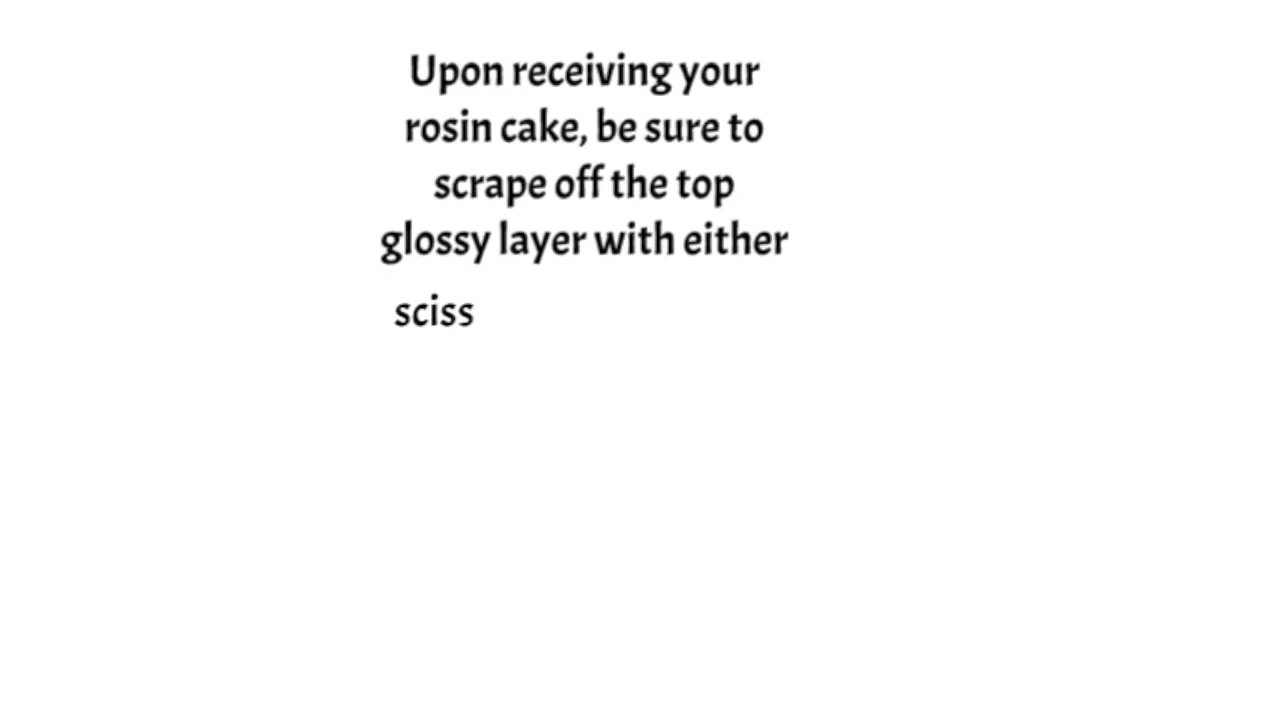 Upon receiving your
rosin cake, be sure to
scrape off the top
glossy layer with either
sciss